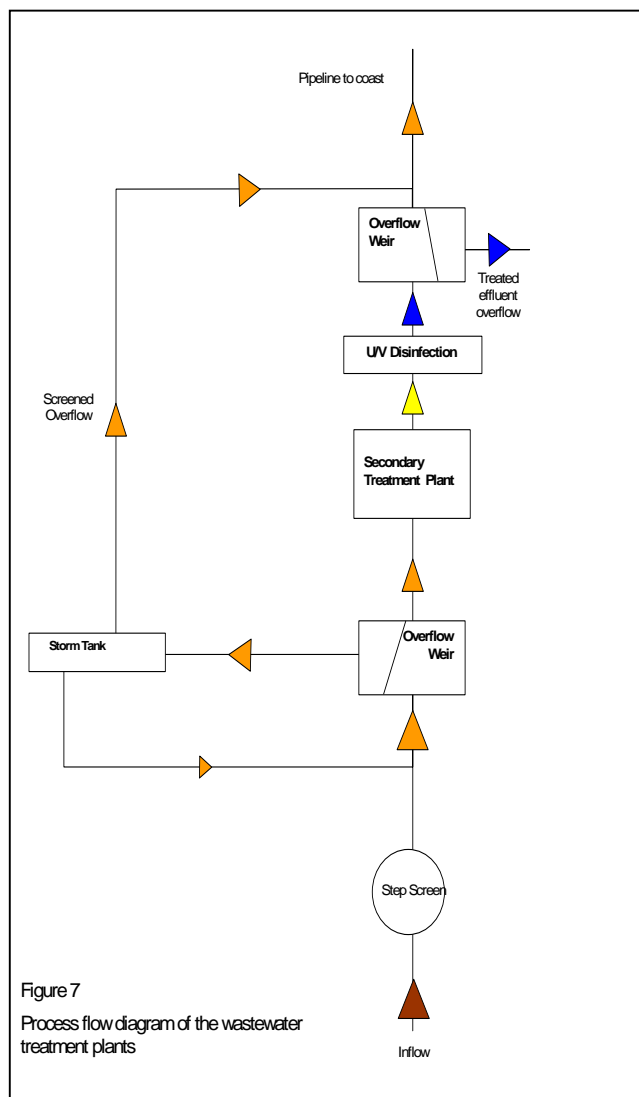 Pipeline to coast
Overflow
Weir
Treated
effluent
overflow
U/V Disinfection
Screened
Overflow
Secondary
Treatment Plant
Storm Tank
Overflow
Weir
Step Screen
Figure 7
Process flow diagram of the wastewater
treatment plants
Inflow